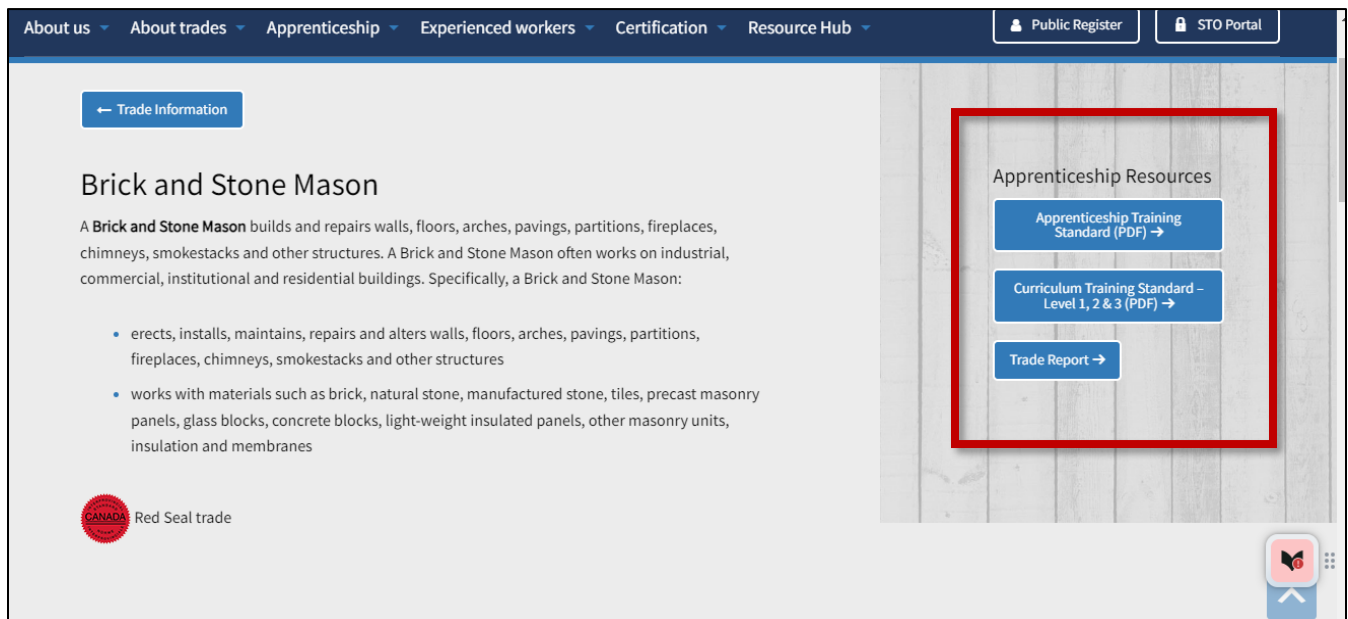 About us About trades Apprenticeship Experienced workers Certification Resource Hub Public Register STO Portal
← Trade Information
Brick and Stone Mason
A Brick and Stone Mason builds and repairs walls, floors, arches, pavings, partitions, fireplaces,
chimneys, smokestacks and other structures. A Brick and Stone Mason often works on industrial,
commercial, institutional and residential buildings. Specifically, a Brick and Stone Mason:
• erects, installs, maintains, repairs and alters walls, floors, arches, pavings, partitions,
fireplaces, chimneys, smokestacks and other structures
• works with materials such as brick, natural stone, manufactured stone, tiles, precast masonry
panels, glass blocks, concrete blocks, light-weight insulated panels, other masonry units,
insulation and membranes
CANADA
Red Seal trade
Apprenticeship Resources
Apprenticeship Training
Standard (PDF) →
Curriculum Training Standard –
Level 1, 2 & 3 (PDF) →
Trade Report →